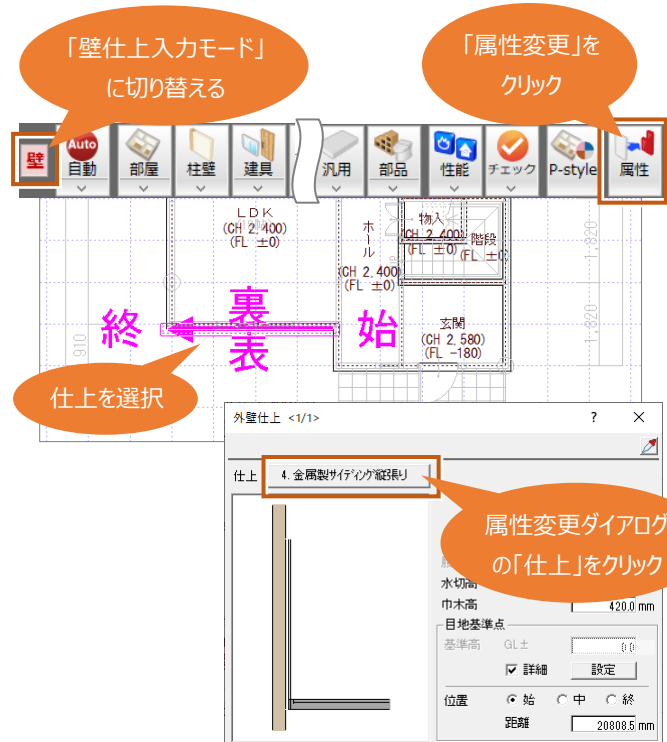 「壁仕上入力モード」
に切り替える
「属性変更」を
クリック
壁
Auto
自動
部屋
柱壁
建具
汎用
部品
性能
チェック
P-style
属性
LDK
(CH 2,400)
(FL ±0)
ホール
(CH 2,400)
(FL ±0)
物入
(CH 2,400)
(FL ±0)
階段
(FL ±0)
玄関
(CH 2,580)
(FL -180)
1,820
1,820
910
終
裏
表
始
仕上を選択
外壁仕上 <1/1>
? ×
仕上
4.金属製サイディング縦張り
属性変更ダイアログ
の「仕上」をクリック
水切高
巾木高
420.0 mm
目地基準点
基準高 GL± 0.0
詳細 設定
位置 始 中 終
距離 20808.5 mm